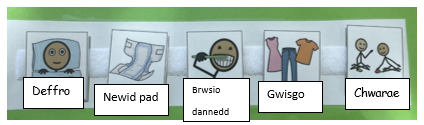 Deffro
Newid pad
Brwsio
dannedd
Gwisgo
Chwarae